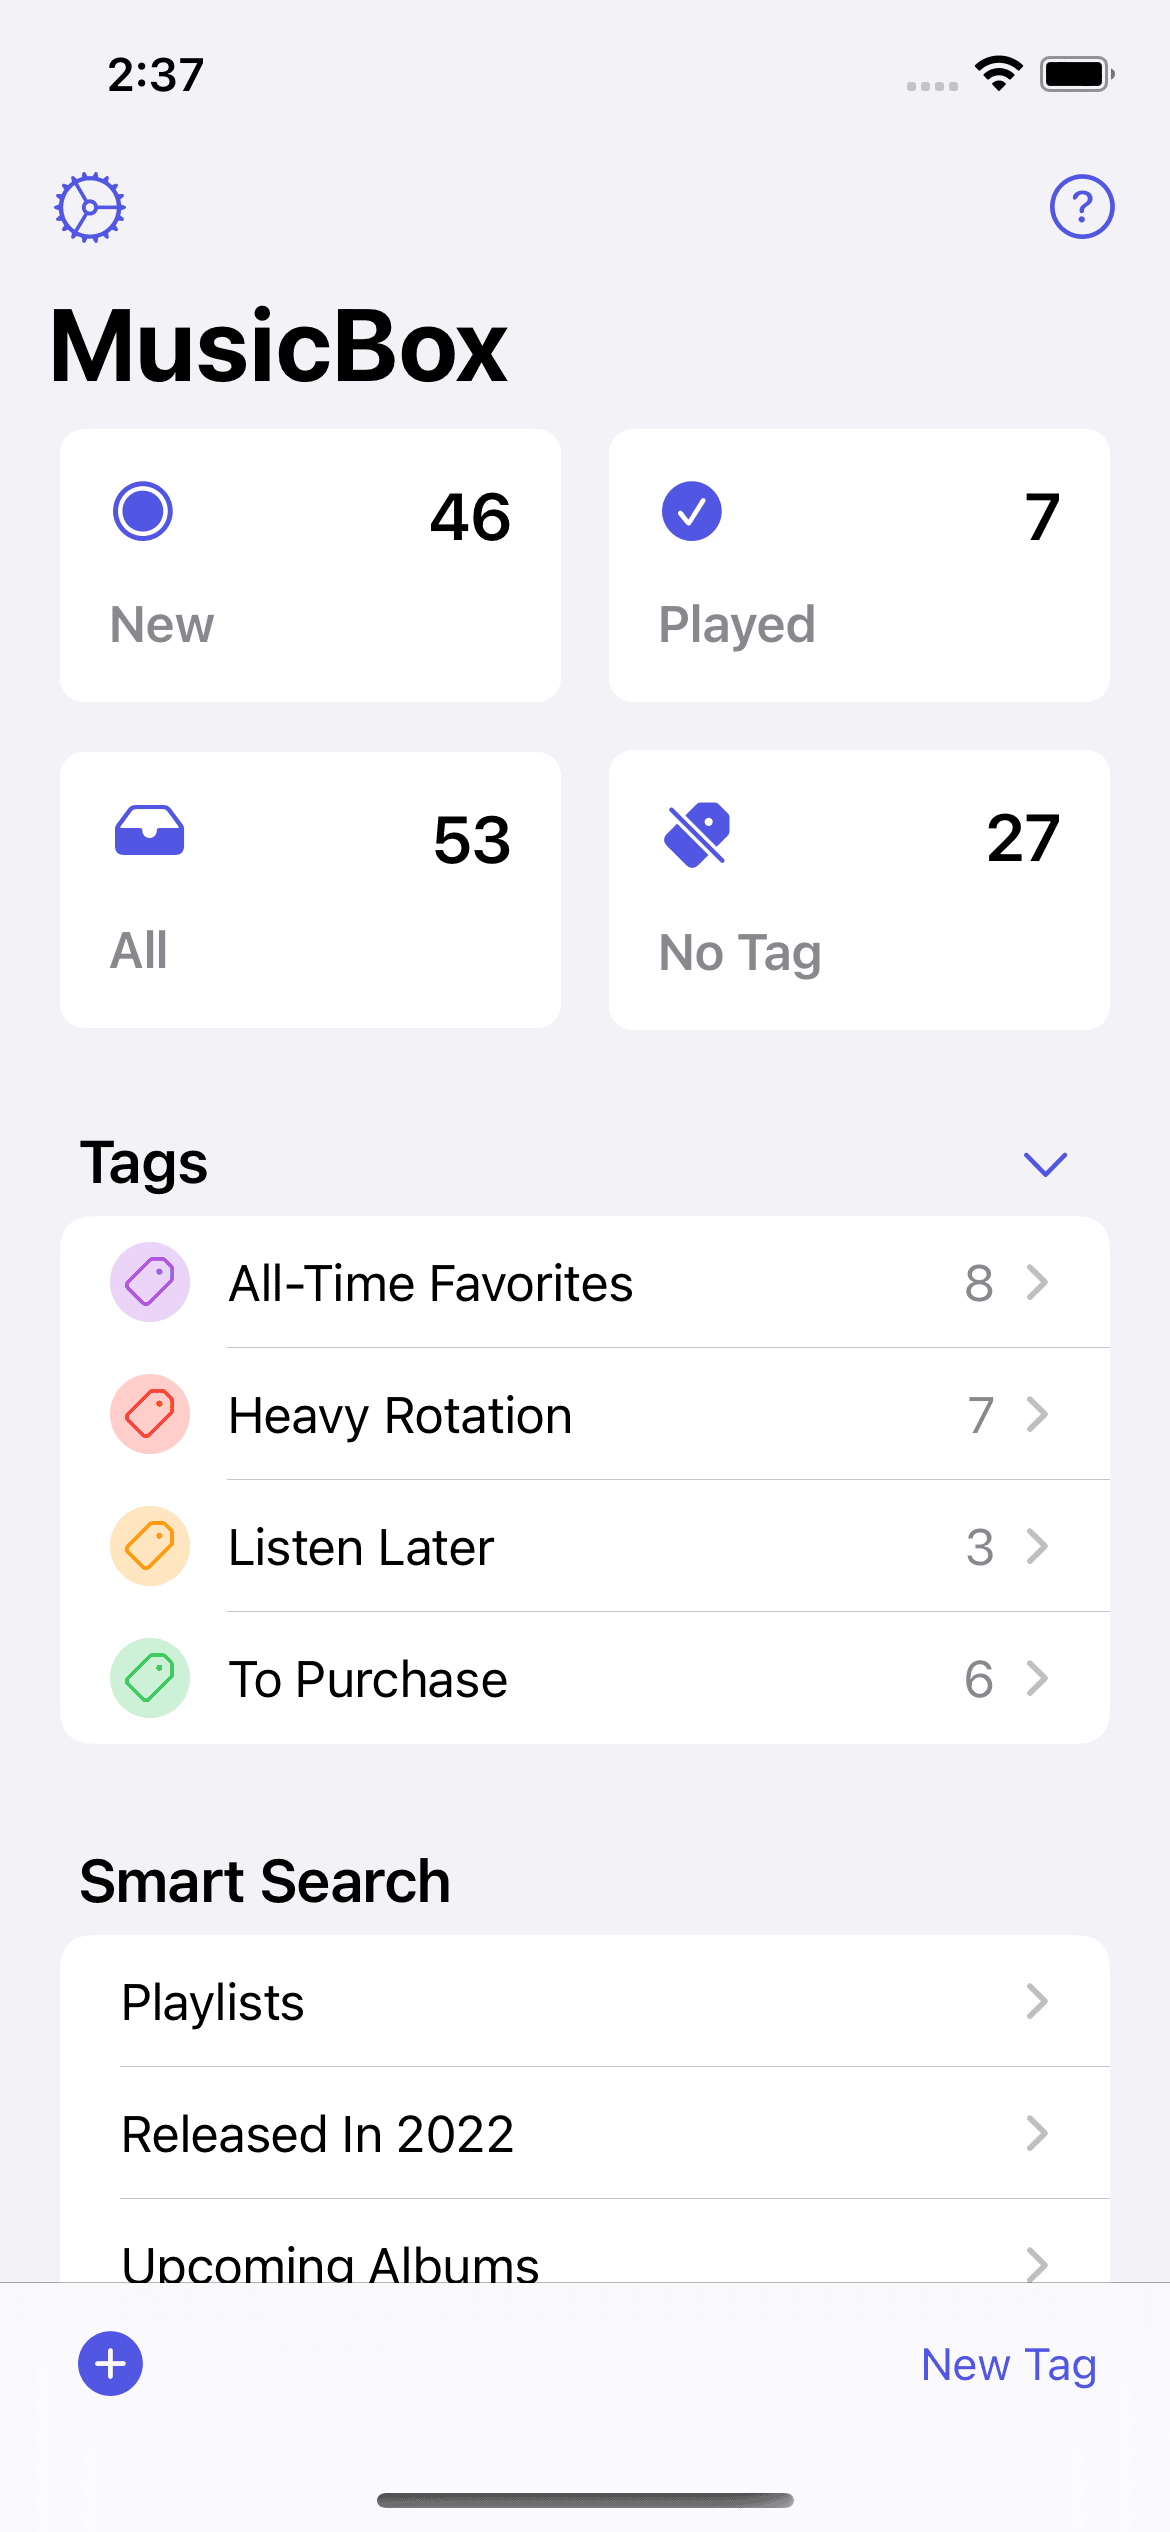 2:37
?
MusicBox
46
New
7
Played
53
All
27
No Tag
Tags
All-Time Favorites 8
Heavy Rotation 7
Listen Later 3
To Purchase 6
Smart Search
Playlists
Released In 2022
Upcoming Albums
New Tag